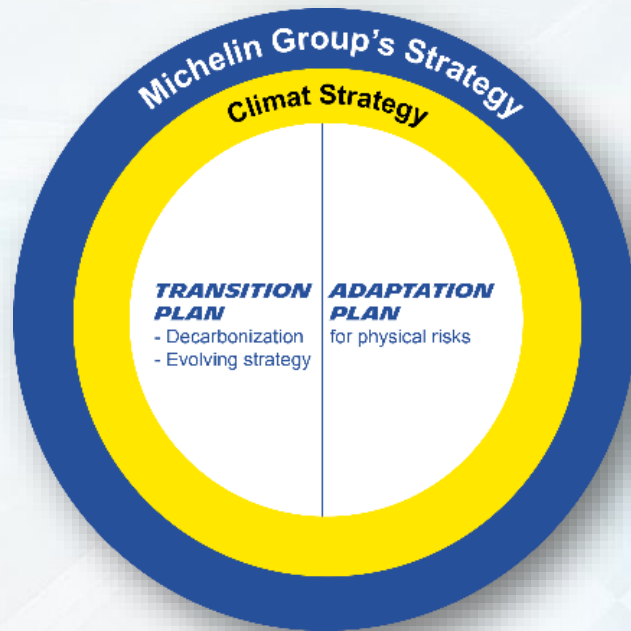 Michelin Group's Strategy
Climat Strategy
TRANSITION
PLAN
- Decarbonization
- Evolving strategy
ADAPTATION
PLAN
for physical risks